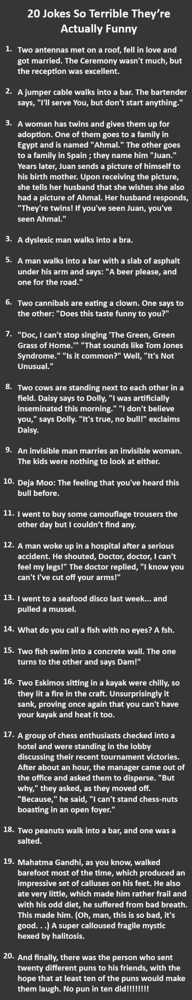 20 Jokes So Terrible They’re
Actually Funny
1. Two antennas met on a roof, fell in love and
got married. The Ceremony wasn't much, but
the reception was excellent.
2. A jumper cable walks into a bar. The bartender
says, "I'll serve You, but don't start anything."
3. A woman has twins and gives them up for
adoption. One of them goes to a family in
Egypt and is named "Ahmal." The other goes
to a family in Spain ; they name him "Juan."
Years later, Juan sends a picture of himself to
his birth mother. Upon receiving the picture,
she tells her husband that she wishes she also
had a picture of Ahmal. Her husband responds,
"They're twins! If you've seen Juan, you've
seen Ahmal."
3. A dyslexic man walks into a bra.
5. A man walks into a bar with a slab of asphalt
under his arm and says: "A beer please, and
one for the road."
6. Two cannibals are eating a clown. One says to
the other: "Does this taste funny to you?"
7. "Doc, I can't stop singing 'The Green, Green
Grass of Home.'" "That sounds like Tom Jones
Syndrome." "Is it common?" Well, "It's Not
Unusual."
8. Two cows are standing next to each other in a
field. Daisy says to Dolly, "I was artificially
inseminated this morning." "I don't believe
you," says Dolly. "It's true, no bull!" exclaims
Daisy.
9. An invisible man marries an invisible woman.
The kids were nothing to look at either.
10. Deja Moo: The feeling that you've heard this
bull before.
11. I went to buy some camouflage trousers the
other day but I couldn’t find any.
12. A man woke up in a hospital after a serious
accident. He shouted, Doctor, doctor, I can't
feel my legs!" The doctor replied, "I know you
can't I've cut off your arms!"
13. I went to a seafood disco last week... and
pulled a mussel.
14. What do you call a fish with no eyes? A fsh.
15. Two fish swim into a concrete wall. The one
turns to the other and says Dam!"
16. Two Eskimos sitting in a kayak were chilly, so
they lit a fire in the craft. Unsurprisingly it
sank, proving once again that you can't have
your kayak and heat it too.
17. A group of chess enthusiasts checked into a
hotel and were standing in the lobby
discussing their recent tournament victories.
After about an hour, the manager came out of
the office and asked them to disperse. "But
why," they asked, as they moved off.
"Because," he said, "I can't stand chess-nuts
boasting in an open foyer."
18. Two peanuts walk into a bar, and one was a
salted.
19. Mahatma Gandhi, as you know, walked
barefoot most of the time, which produced an
impressive set of calluses on his feet. He also
ate very little, which made him rather frail and
with his odd diet, he suffered from bad breath.
This made him. (Oh, man, this is so bad, it's
good. . .) A super calloused fragile mystic
hexed by halitosis.
20. And finally, there was the person who sent
twenty different puns to his friends, with the
hope that at least ten of the puns would make
them laugh. No pun in ten did!!!!!!!!